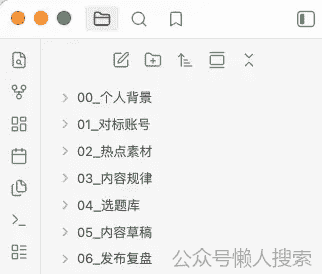 00_个人背景
01_对标账号
02_热点素材
03_内容规律
04_选题库
05_内容草稿
06_发布复盘
公众号懒人搜索